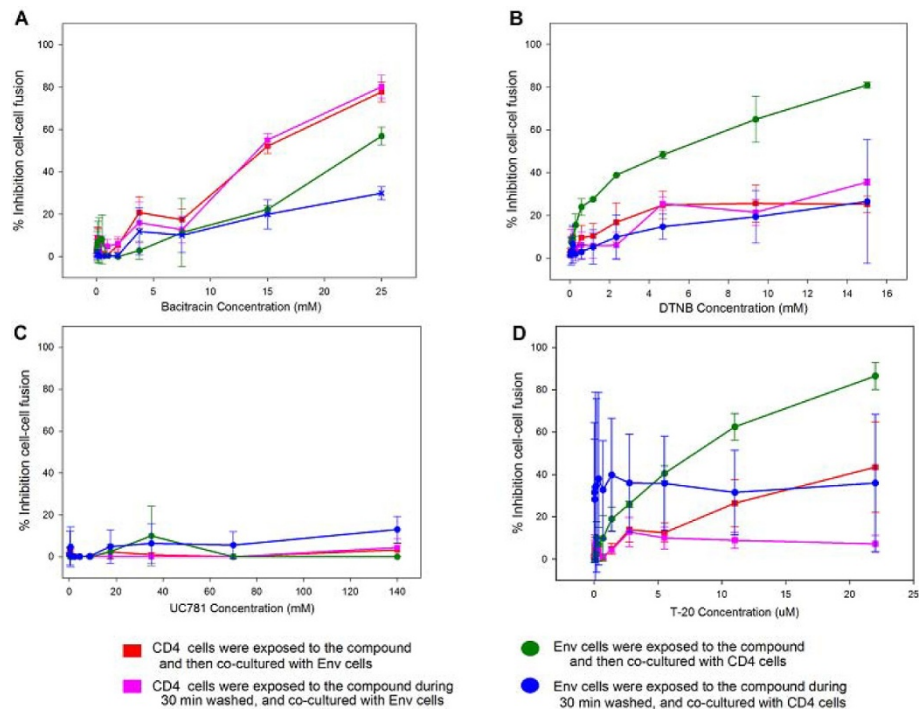 A
% Inhibition cell-cell fusion
100
80
60
40
20
0
0 5 10 15 20 25
Bacitracin Concentration (mM)
B
% Inhibition cell-cel fusion
100
80
60
40
20
0
0 2 4 6 8 10 12 14 16
DTNB Concentration (mM)
C
% Inhibition cell-cell fusion
100
80
60
40
20
0
0 20 40 60 80 100 120 140
UC781 Concentration (mM)
D
% Inhibition cell-cell fusion
100
80
60
40
20
0
0 5 10 15 20 25
T-20 Concentration (uM)
CD4 cells were exposed to the compound
and then co-cultured with Env cells
CD4 cells were exposed to the compound during
30 min washed, and co-cultured with Env cells
Env cells were exposed to the compound
and then co-cultured with CD4 cells
Env cells were exposed to the compound during
30 min washed, and co-cultured with CD4 cells